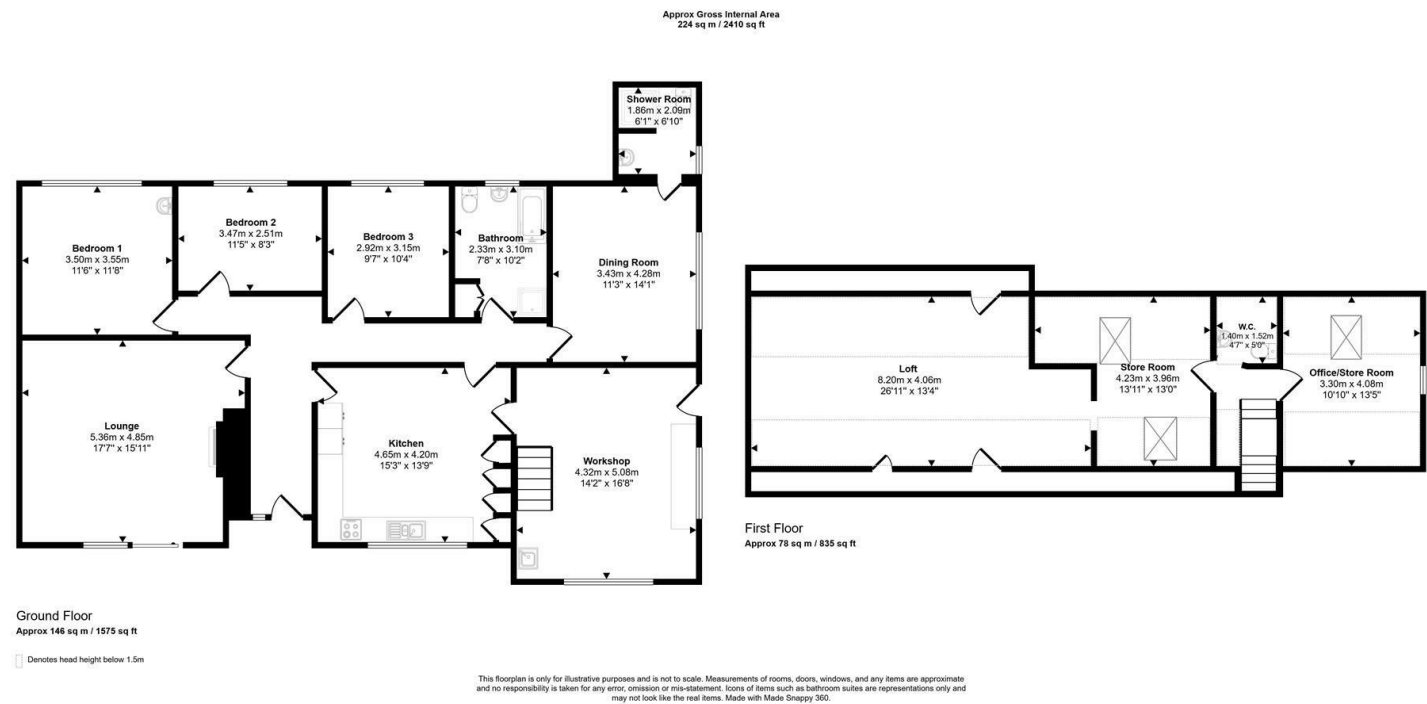 Approx Gross Internal Area
224 sq m / 2410 sq ft
Shower Room
1.86m x 2.09m
6'1" x 6'10"
Bedroom 1
3.50m x 3.55m
11'6" x 11'8"
Bedroom 2
3.47m x 2.51m
11'5" x 8'3"
Bedroom 3
2.92m x 3.15m
9'7" x 10'4"
Bathroom
2.33m x 3.10m
7'8" x 10'2"
Dining Room
3.43m x 4.28m
11'3" x 14'1"
Lounge
5.36m x 4.85m
17'7" x 15'11"
Kitchen
4.65m x 4.20m
15'3" x 13'9"
Workshop
4.32m x 5.08m
14'2" x 16'8"
Ground Floor
Approx 146 sq m / 1575 sq ft
Denotes head height below 1.5m
Loft
8.20m x 4.06m
26'11" x 13'4"
Store Room
4.23m x 3.96m
13'11" x 13'0"
W.C.
1.40m x 1.52m
4'7" x 5'0"
Office/Store Room
3.30m x 4.08m
10'10" x 13'5"
First Floor
Approx 78 sq m / 835 sq ft
This floorplan is only for illustrative purposes and is not to scale. Measurements of rooms, doors, windows, and any items are approximate
and no responsibility is taken for any error, omission or mis-statement. Icons of items such as bathroom suites are representations only and
may not look like the real items. Made with Made Snappy 360.